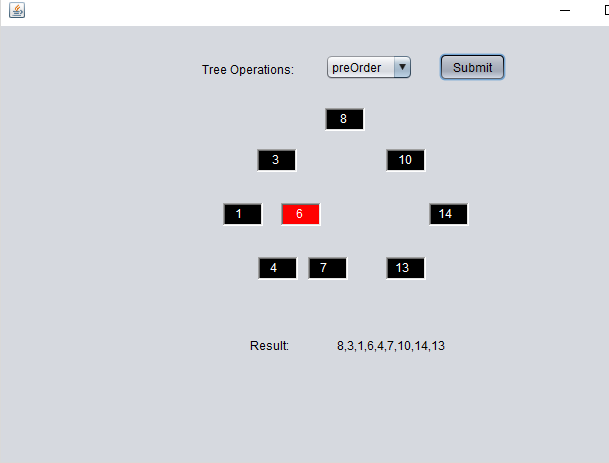 Tree Operations: preOrder Submit
8
3 10
1 6 14
4 7 13
Result: 8,3,1,6,4,7,10,14,13